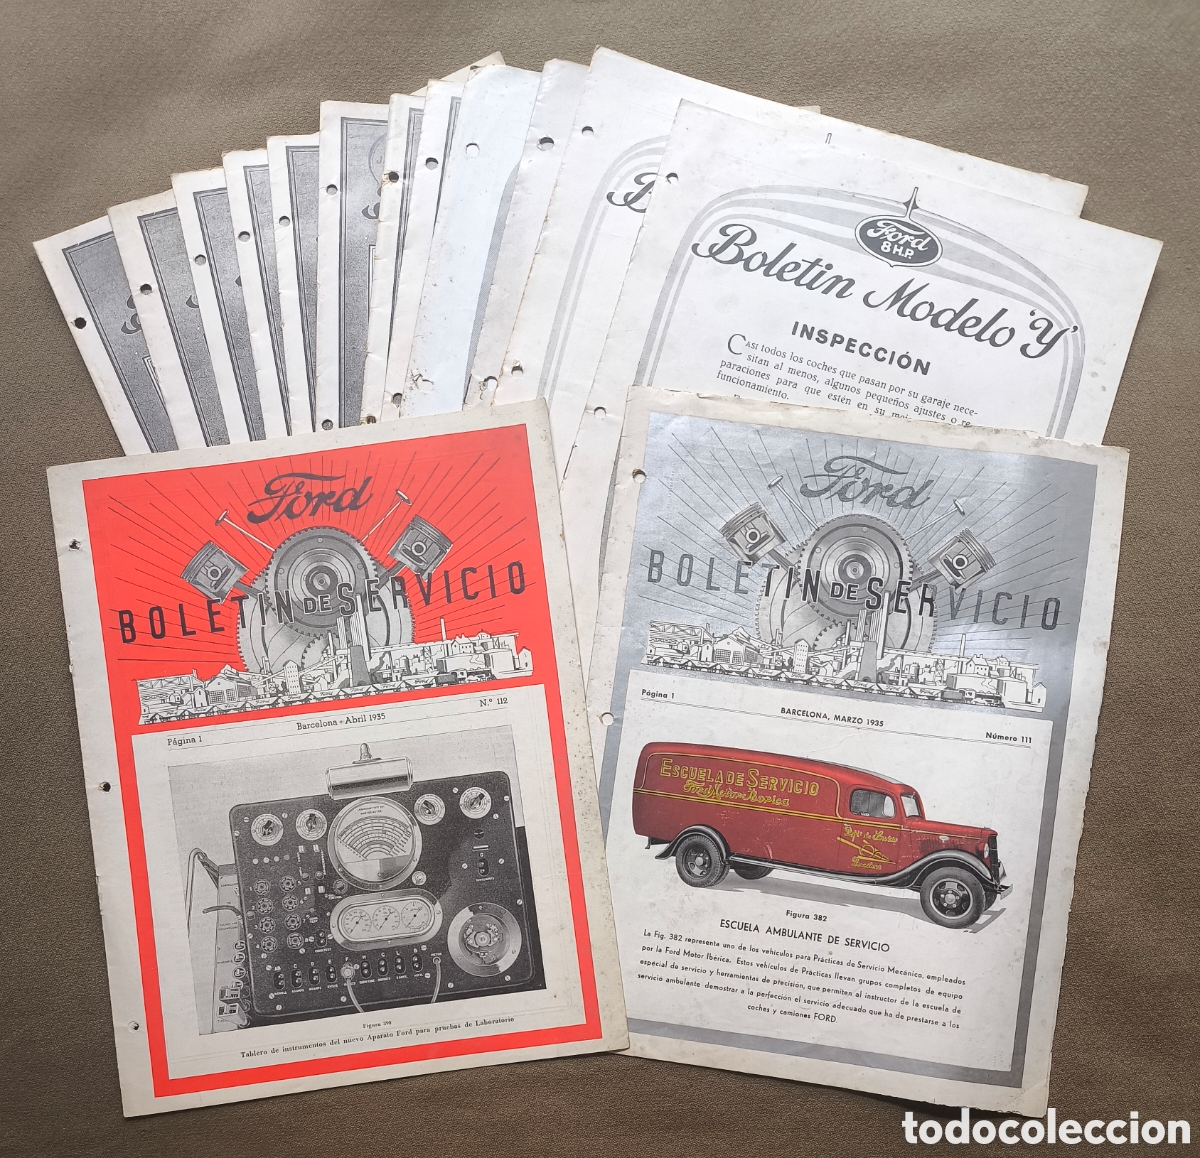 Ford
8 H.P.
Boletin Modelo 'Y'
INSPECCIÓN
CASI todos los coches que pasan por su garaje nece-
sitan al menos, algunos pequeños ajustes o re-
paraciones para que estén en su
funcionamiento.
B
Ford
BOLETIN DE SERVICIO
Página 1
Barcelona - Abril 1935
N.º 112
Tablero de instrumentos del nuevo Aparato Ford para pruebas de Laboratorio
Ford
BOLETIN DE SERVICIO
Página 1
BARCELONA, MARZO 1935
Número 111
ESCUELA DE SERVICIO
Ford Motor Iberica
Figura 382
ESCUELA AMBULANTE DE SERVICIO
La Fig. 382 representa uno de los vehículos para Prácticas de Servicio Mecánico, empleados
por la Ford Motor Ibérica. Estos vehículos de Prácticas llevan grupos completos de equipo
especial de servicio y herramientas de precisión, que permiten al instructor de la escuela de
servicio ambulante demostrar a la perfección el servicio adecuado que ha de prestarse a los
coches y camiones FORD.
todocoleccion